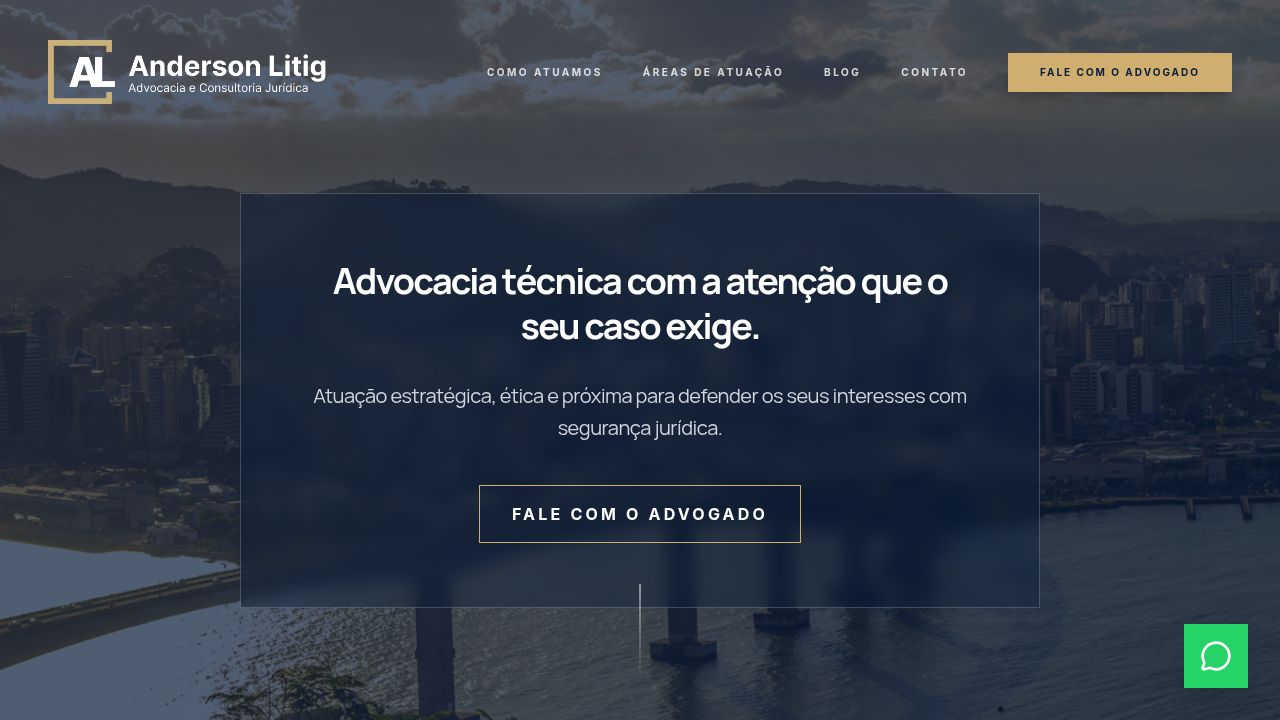 AL
Anderson Litig
Advocacia e Consultoria Jurídica
COMO ATUAMOS
ÁREAS DE ATUAÇÃO
BLOG
CONTATO
FALE COM O ADVOGADO
Advocacia técnica com a atenção que o
seu caso exige.
Atuação estratégica, ética e próxima para defender os seus interesses com
segurança jurídica.
FALE COM O ADVOGADO